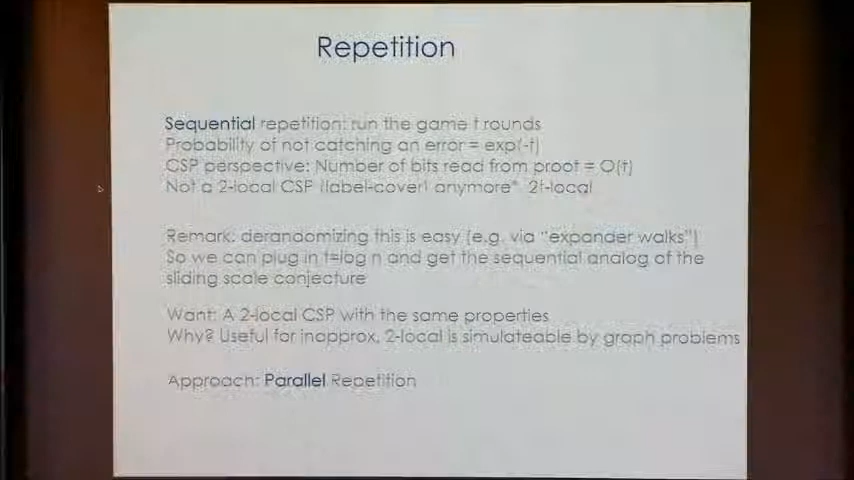 Repetition
Sequential repetition: run the game t rounds
Probability of not catching an error = exp(-t)
CSP perspective: Number of bits read from proof = O(t)
Not a 2-local CSP (label-cover) anymore* 2t-local
Remark: derandomizing this is easy (e.g. via "expander walks")
So we can plug in t=log n and get the sequential analog of the
sliding scale conjecture
Want: A 2-local CSP with the same properties
Why? Useful for inapprox, 2-local is simulateable by graph problems
Approach: Parallel Repetition